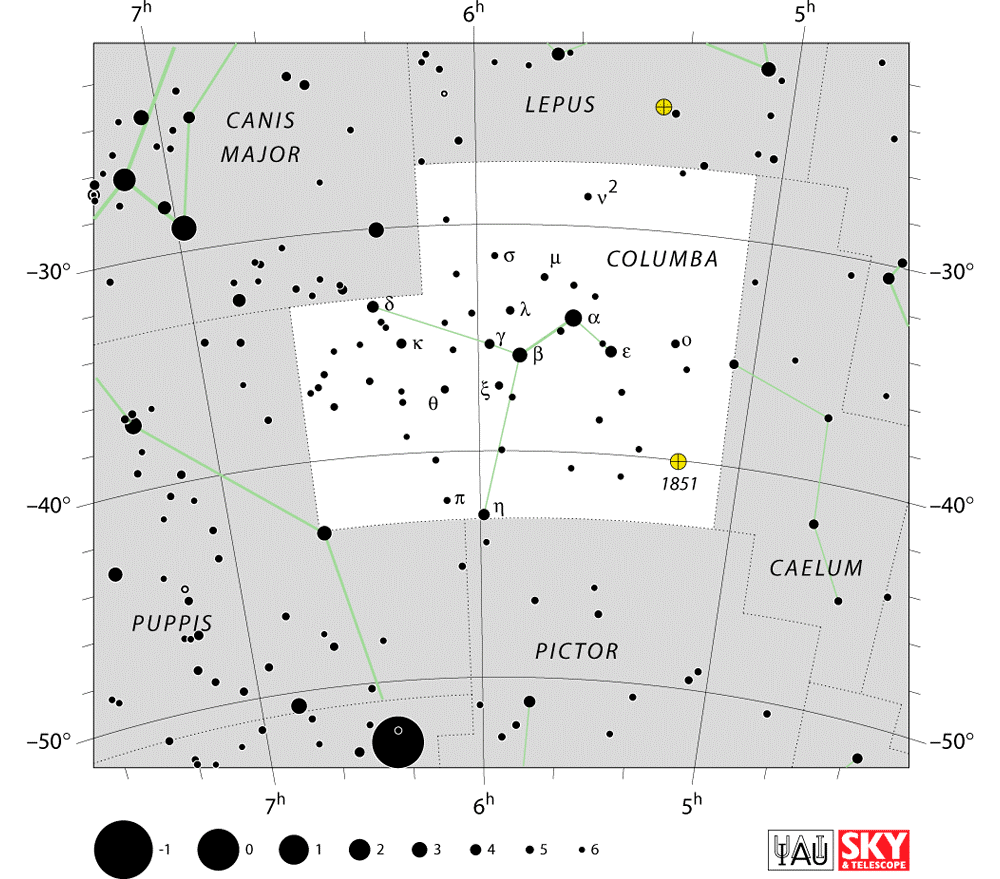 7h 6h 5h
LEPUS
CANIS
MAJOR
ν2
COLUMBA
σ μ
−30° −30°
δ λ α
γ
κ β ε ο
θ ξ
1851
π η
−40° −40°
CAELUM
PUPPIS
PICTOR
−50° −50°
7h 6h 5h
-1 0 1 2 3 4 5 6
IAU
SKY
& TELESCOPE